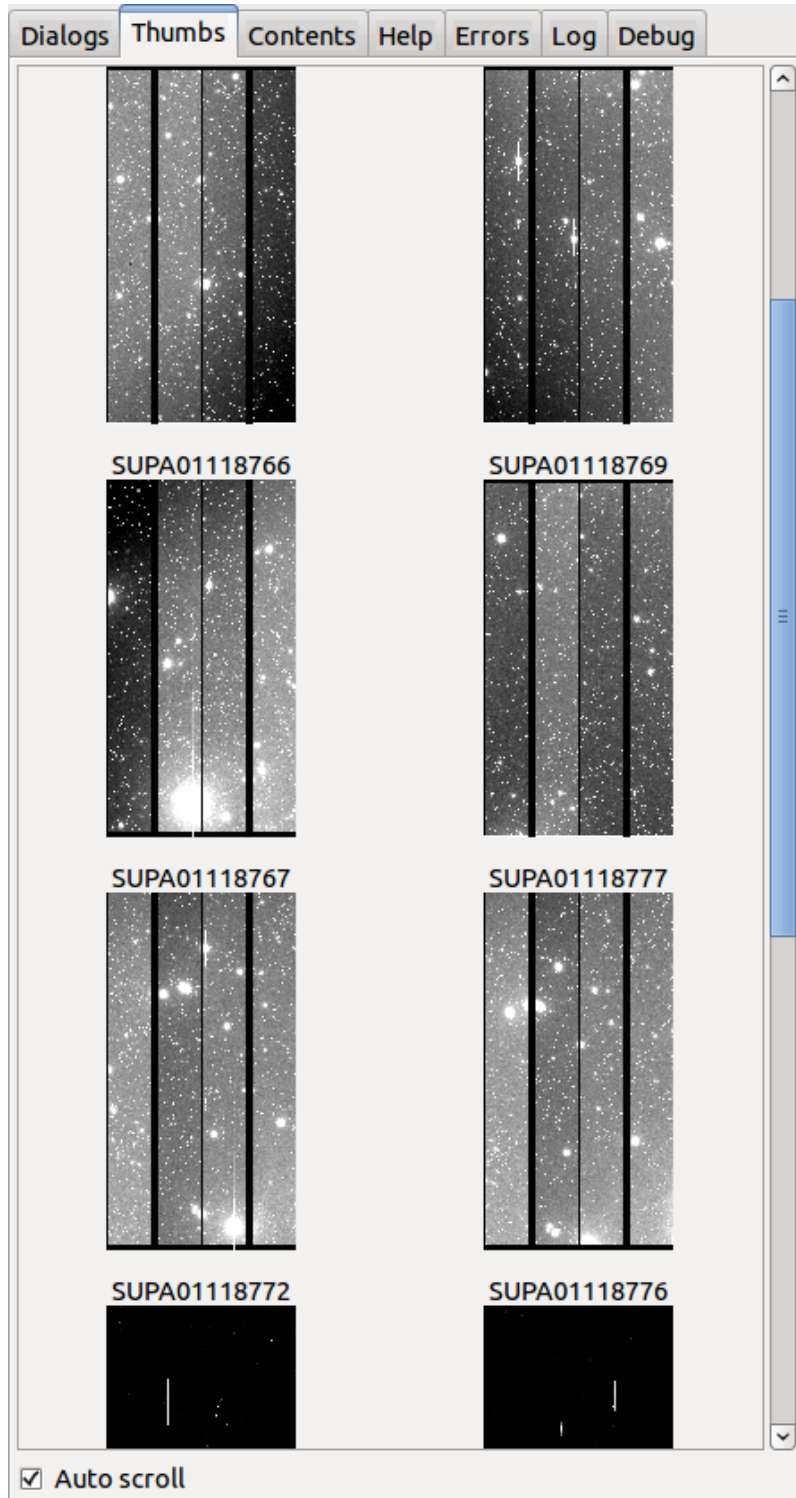 Dialogs Thumbs Contents Help Errors Log Debug
SUPA01118766 SUPA01118769
SUPA01118767 SUPA01118777
SUPA01118772 SUPA01118776
Auto scroll